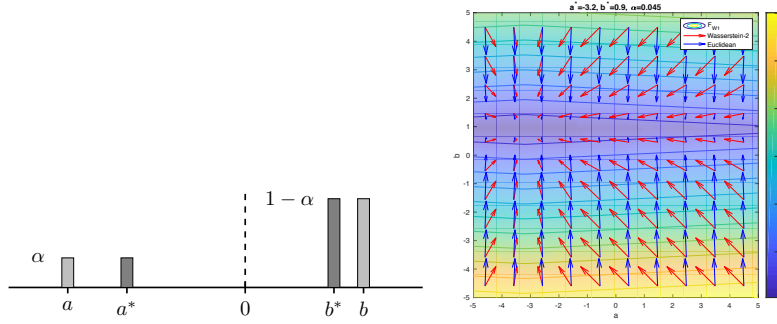 1 − α
α
a
a*
0
b*
b
a*=-3.2, b*=0.9, α=0.045
F_W1
Wasserstein-2
Euclidean
5
4
3
2
1
0
-1
-2
-3
-4
-5
b
-5 -4 -3 -2 -1 0 1 2 3 4 5
a